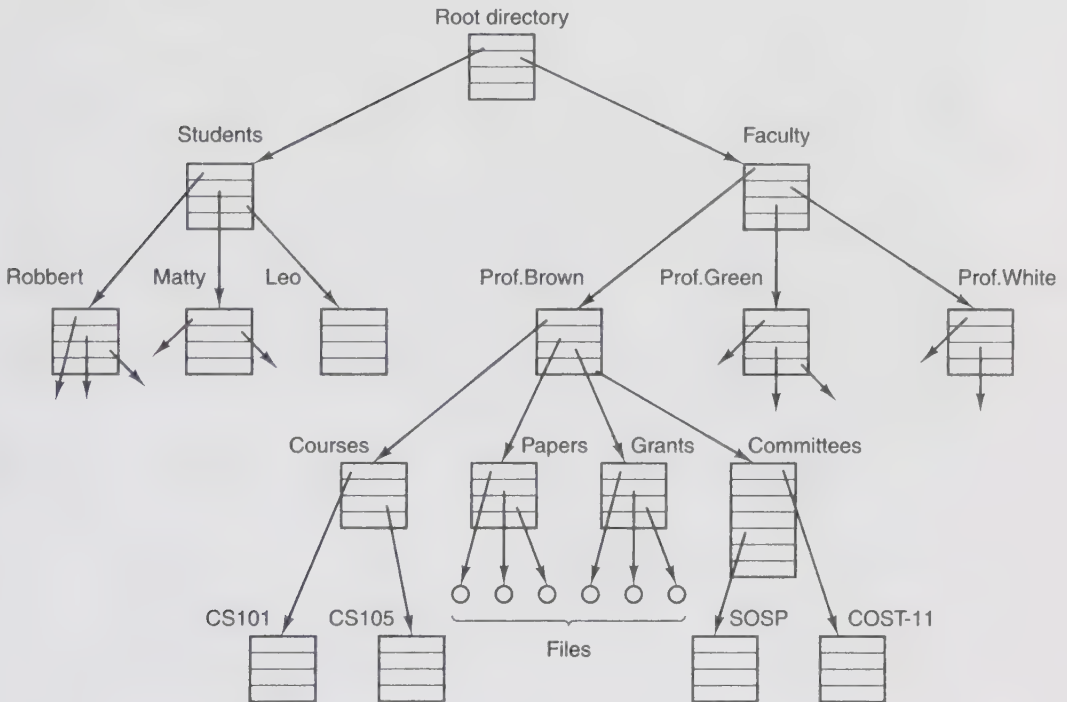 Root directory
Students
Faculty
Robbert
Matty
Leo
Prof.Brown
Prof.Green
Prof.White
Courses
Papers
Grants
Committees
CS101
CS105
Files
SOSP
COST-11